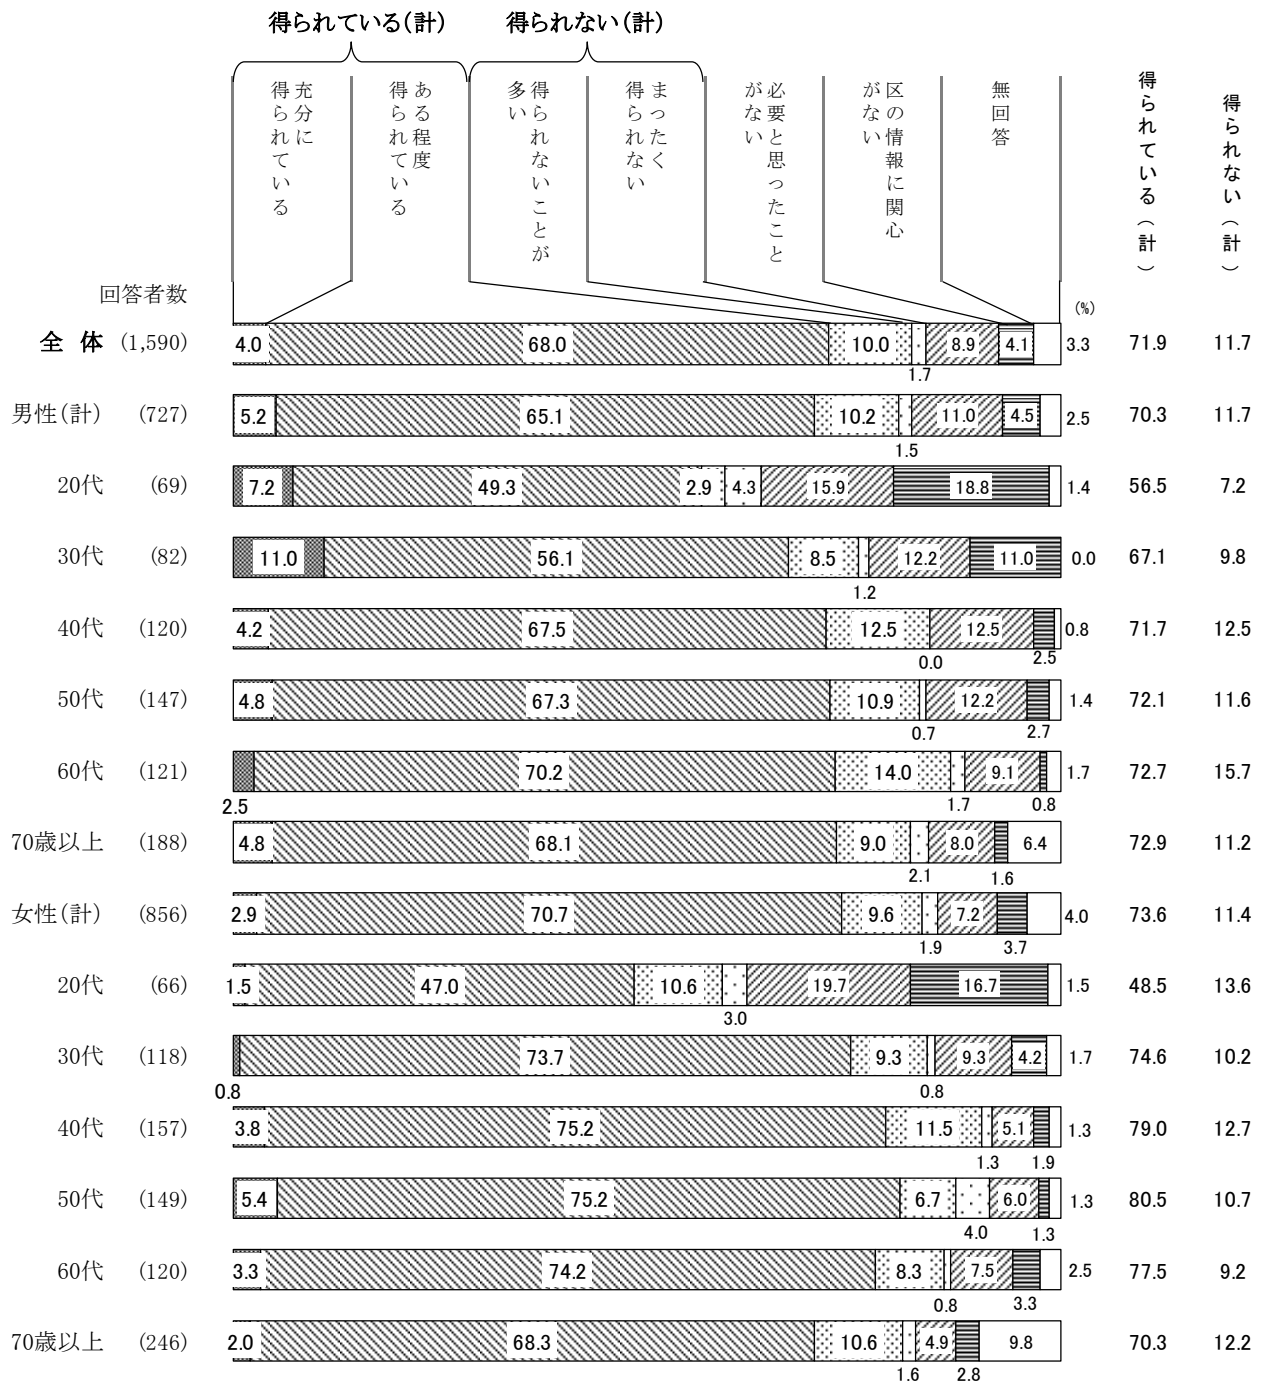 得られている(計)　得られない(計)
充分に
得られている
ある程度
得られている
得られないことが
多い
まったく
得られない
必要と思ったこと
がない
区の情報に関心
がない
無回答
得られている(計)
得られない(計)
回答者数
(%)
全 体 (1,590) 4.0 68.0 10.0 1.7 8.9 4.1 3.3 71.9 11.7
男性(計) (727) 5.2 65.1 10.2 1.5 11.0 4.5 2.5 70.3 11.7
20代 (69) 7.2 49.3 2.9 4.3 15.9 18.8 1.4 56.5 7.2
30代 (82) 11.0 56.1 8.5 1.2 12.2 11.0 0.0 67.1 9.8
40代 (120) 4.2 67.5 12.5 0.0 12.5 2.5 0.8 71.7 12.5
50代 (147) 4.8 67.3 10.9 0.7 12.2 2.7 1.4 72.1 11.6
60代 (121) 2.5 70.2 14.0 1.7 9.1 0.8 1.7 72.7 15.7
70歳以上 (188) 4.8 68.1 9.0 2.1 8.0 1.6 6.4 72.9 11.2
女性(計) (856) 2.9 70.7 9.6 1.9 7.2 3.7 4.0 73.6 11.4
20代 (66) 1.5 47.0 10.6 3.0 19.7 16.7 1.5 48.5 13.6
30代 (118) 0.8 73.7 9.3 0.8 9.3 4.2 1.7 74.6 10.2
40代 (157) 3.8 75.2 11.5 1.3 5.1 1.9 1.3 79.0 12.7
50代 (149) 5.4 75.2 6.7 4.0 6.0 1.3 1.3 80.5 10.7
60代 (120) 3.3 74.2 8.3 0.8 7.5 3.3 2.5 77.5 9.2
70歳以上 (246) 2.0 68.3 10.6 1.6 4.9 2.8 9.8 70.3 12.2